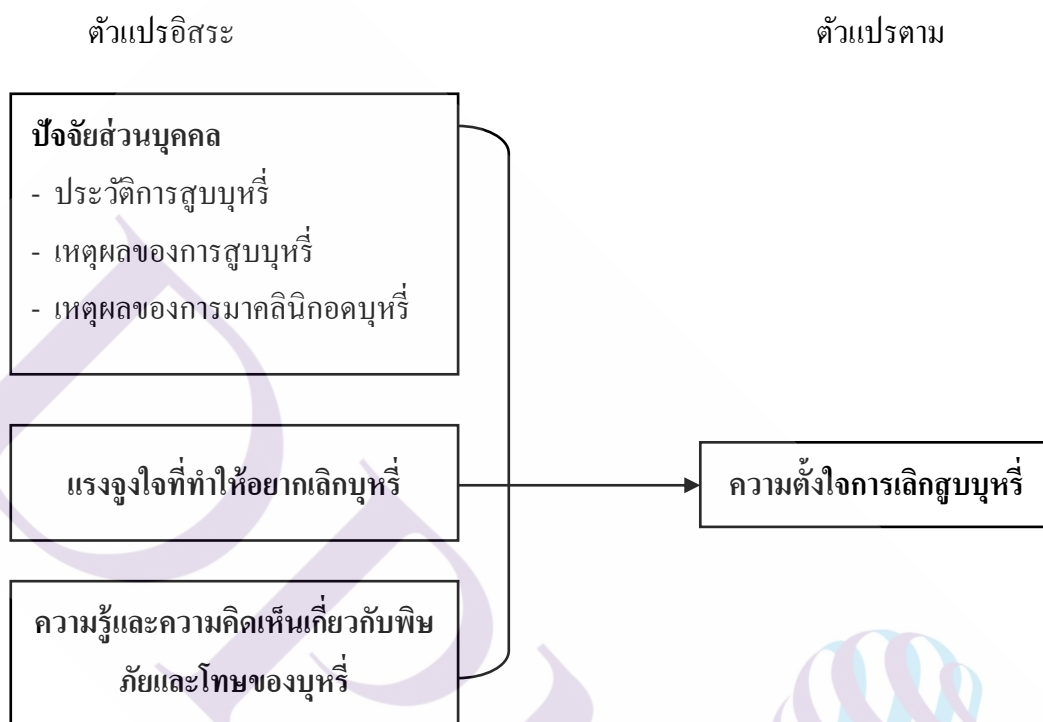 ตัวแปรอิสระ
ตัวแปรตาม
ปัจจัยส่วนบุคคล
- ประวัติการสูบบุหรี่
- เหตุผลของการสูบบุหรี่
- เหตุผลของการมาคลินิกอดบุหรี่
แรงจูงใจที่ทำให้อยากเลิกบุหรี่
ความตั้งใจการเลิกสูบบุหรี่
ความรู้และความคิดเห็นเกี่ยวกับพิษ
ภัยและโทษของบุหรี่